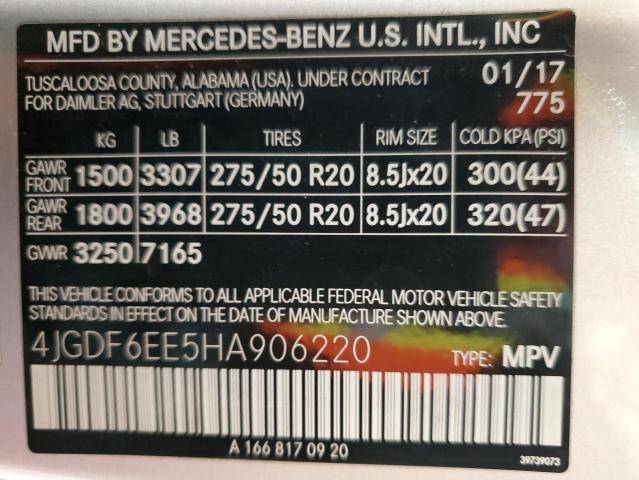 MFD BY MERCEDES-BENZ U.S. INTL., INC
TUSCALOOSA COUNTY, ALABAMA (USA). UNDER CONTRACT 01/17
FOR DAIMLER AG, STUTTGART (GERMANY) 775
KG LB TIRES RIM SIZE COLD KPA (PSI)
GAWR FRONT 1500 3307 275/50 R20 8.5Jx20 300(44)
GAWR REAR 1800 3968 275/50 R20 8.5Jx20 320(47)
GVWR 3250 7165
THIS VEHICLE CONFORMS TO ALL APPLICABLE FEDERAL MOTOR VEHICLE SAFETY
STANDARDS IN EFFECT ON THE DATE OF MANUFACTURE SHOWN ABOVE.
4JGDF6EE5HA906220 TYPE: MPV
A 166 817 09 20
39739073